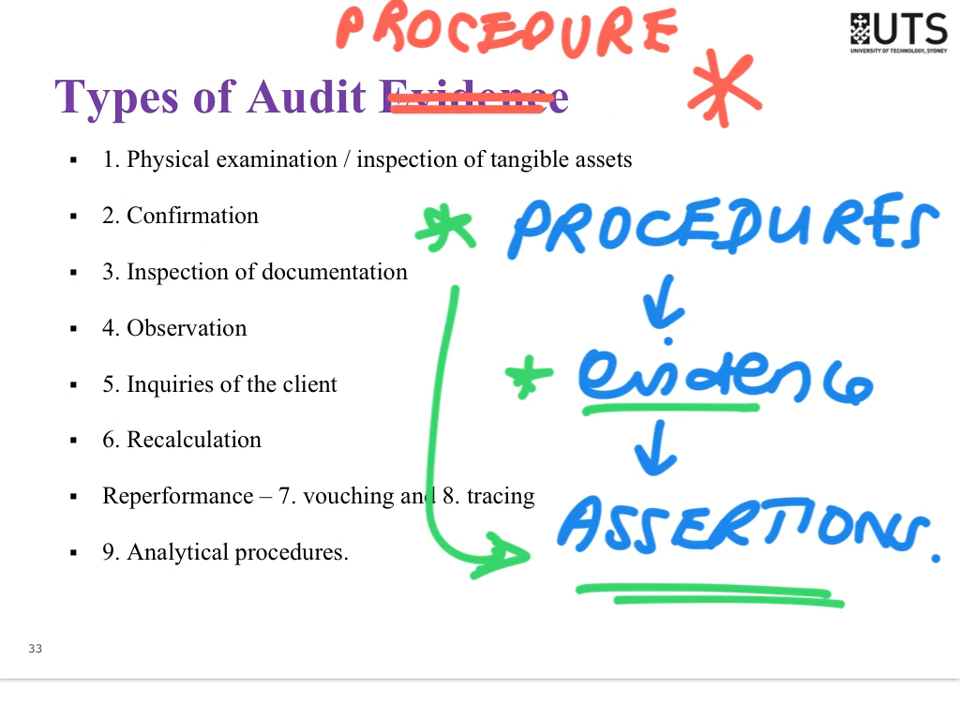 PROCEDURE
UTS
UNIVERSITY OF TECHNOLOGY, SYDNEY
Types of Audit Evidence
▪ 1. Physical examination / inspection of tangible assets
▪ 2. Confirmation
* PROCEDURES
▪ 3. Inspection of documentation
▪ 4. Observation
▪ 5. Inquiries of the client
* evidence
▪ 6. Recalculation
▪ Reperformance – 7. vouching and 8. tracing
ASSERTIONS.
▪ 9. Analytical procedures.
33